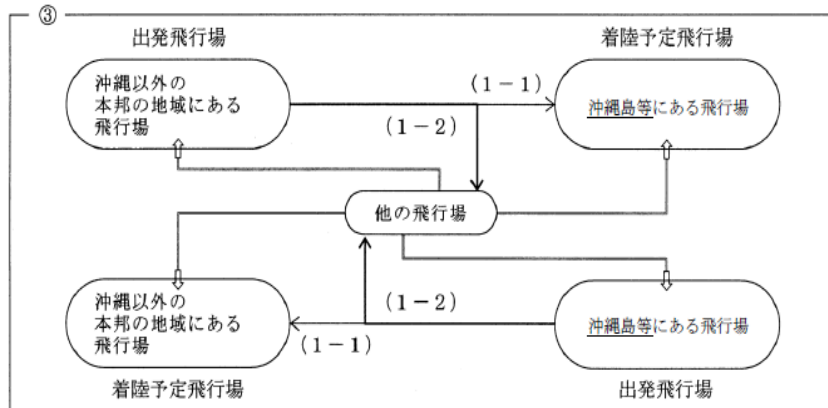 ③
出発飛行場
着陸予定飛行場
沖縄以外の
本邦の地域にある
飛行場
(1-1)
沖縄島等にある飛行場
(1-2)
他の飛行場
沖縄以外の
本邦の地域にある
飛行場
(1-2)
沖縄島等にある飛行場
(1-1)
着陸予定飛行場
出発飛行場